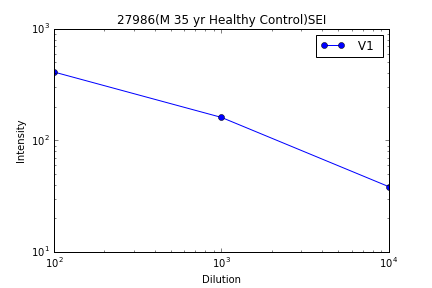 27986(M 35 yr Healthy Control)SEI
10³
V1
10²
Intensity
10¹
10² 10³ 10⁴
Dilution